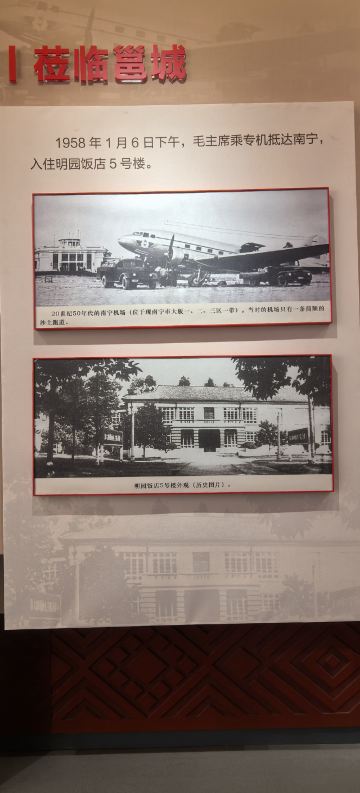 莅临邕城
1958 年 1 月 6 日下午，毛主席乘专机抵达南宁，
入住明园饭店 5 号楼。
20世纪50年代的南宁机场（位于现南宁市大板一、二、三区一带）。当时的机场只有一条简陋的
沙土跑道。
明园饭店5号楼外观（历史图片）。